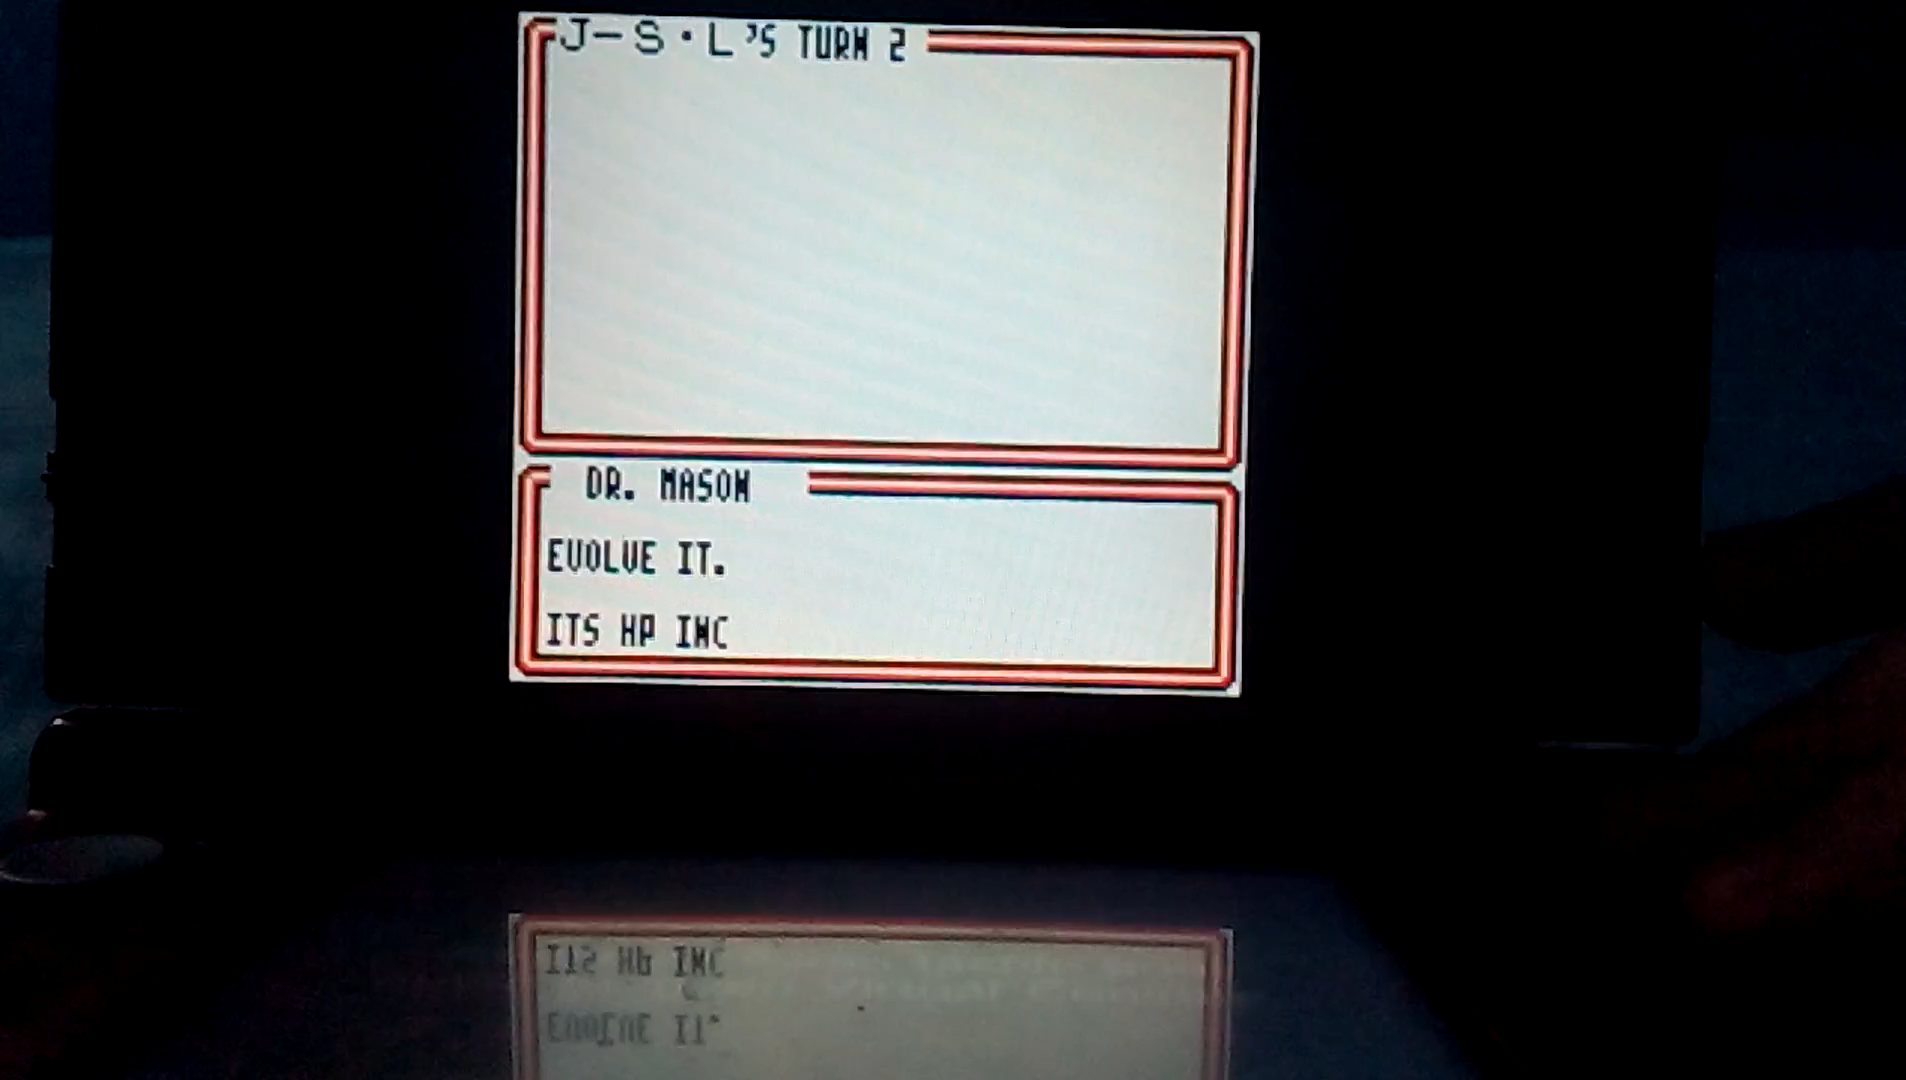 J-S·L'S TURN 2
DR. MASON
EVOLVE IT.
ITS HP INC